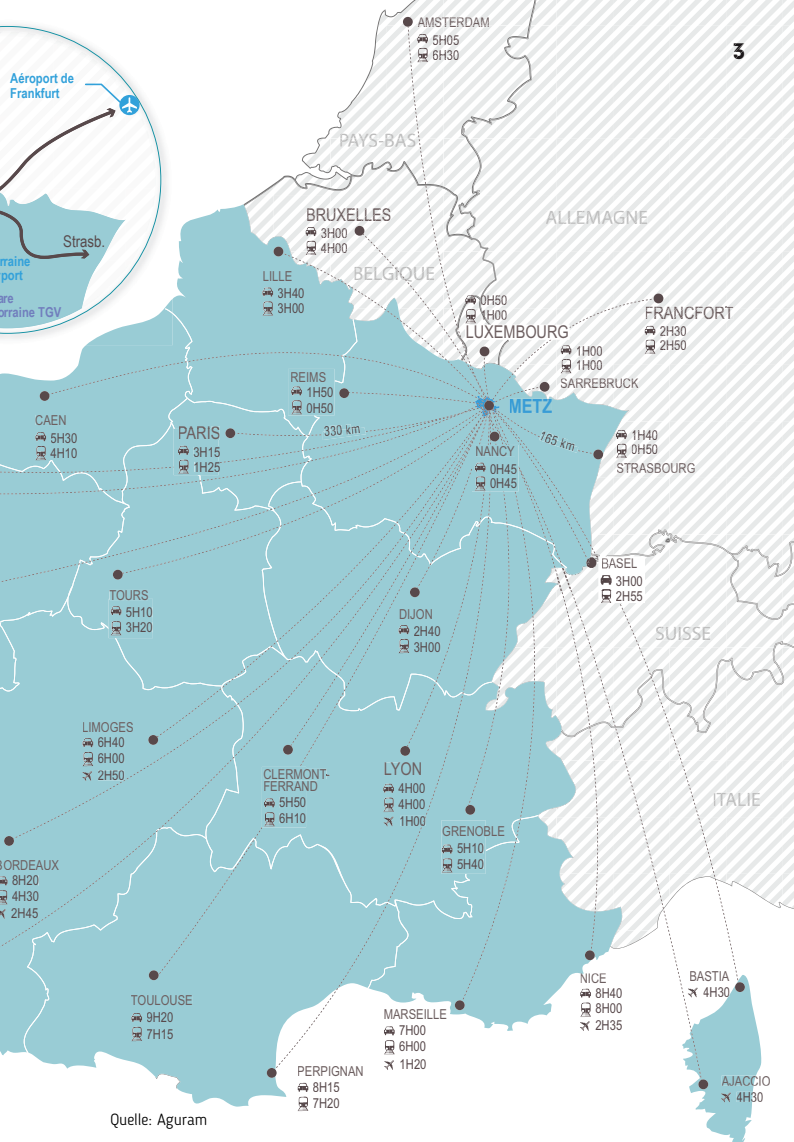 AMSTERDAM
5H05
6H30
3
Aéroport de
Frankfurt
PAYS-BAS
Strasb.
rraine
port
are
orraine TGV
BRUXELLES
3H00
4H00
ALLEMAGNE
BELGIQUE
LILLE
3H40
3H00
0H50
1H00
LUXEMBOURG
FRANCFORT
2H30
2H50
1H00
1H00
SARREBRUCK
REIMS
1H50
0H50
METZ
CAEN
5H30
4H10
PARIS
3H15
1H25
330 km
165 km
NANCY
0H45
0H45
1H40
0H50
STRASBOURG
BASEL
3H00
2H55
TOURS
5H10
3H20
DIJON
2H40
3H00
SUISSE
LIMOGES
6H40
6H00
2H50
CLERMONT-
FERRAND
5H50
6H10
LYON
4H00
4H00
1H00
ITALIE
GRENOBLE
5H10
5H40
BORDEAUX
8H20
4H30
2H45
TOULOUSE
9H20
7H15
MARSEILLE
7H00
6H00
1H20
NICE
8H40
8H00
2H35
BASTIA
4H30
PERPIGNAN
8H15
7H20
AJACCIO
4H30
Quelle: Aguram